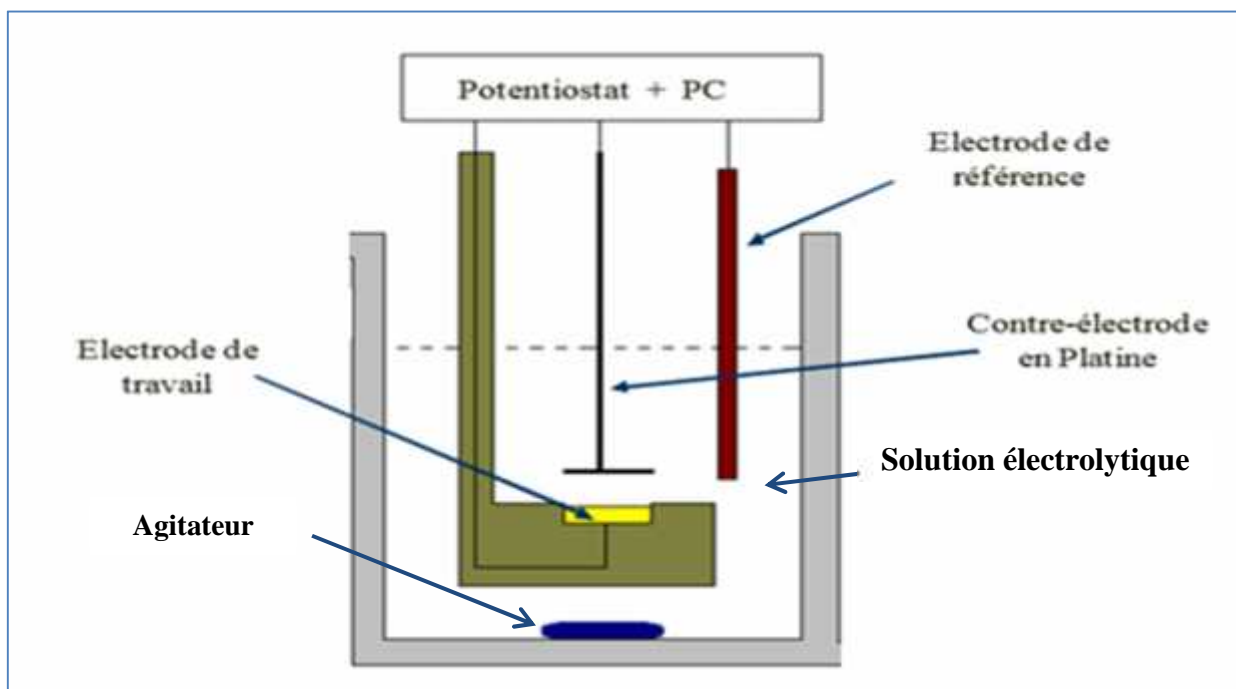 Potentiostat + PC
Electrode de
référence
Contre-électrode
en Platine
Electrode de
travail
Solution électrolytique
Agitateur